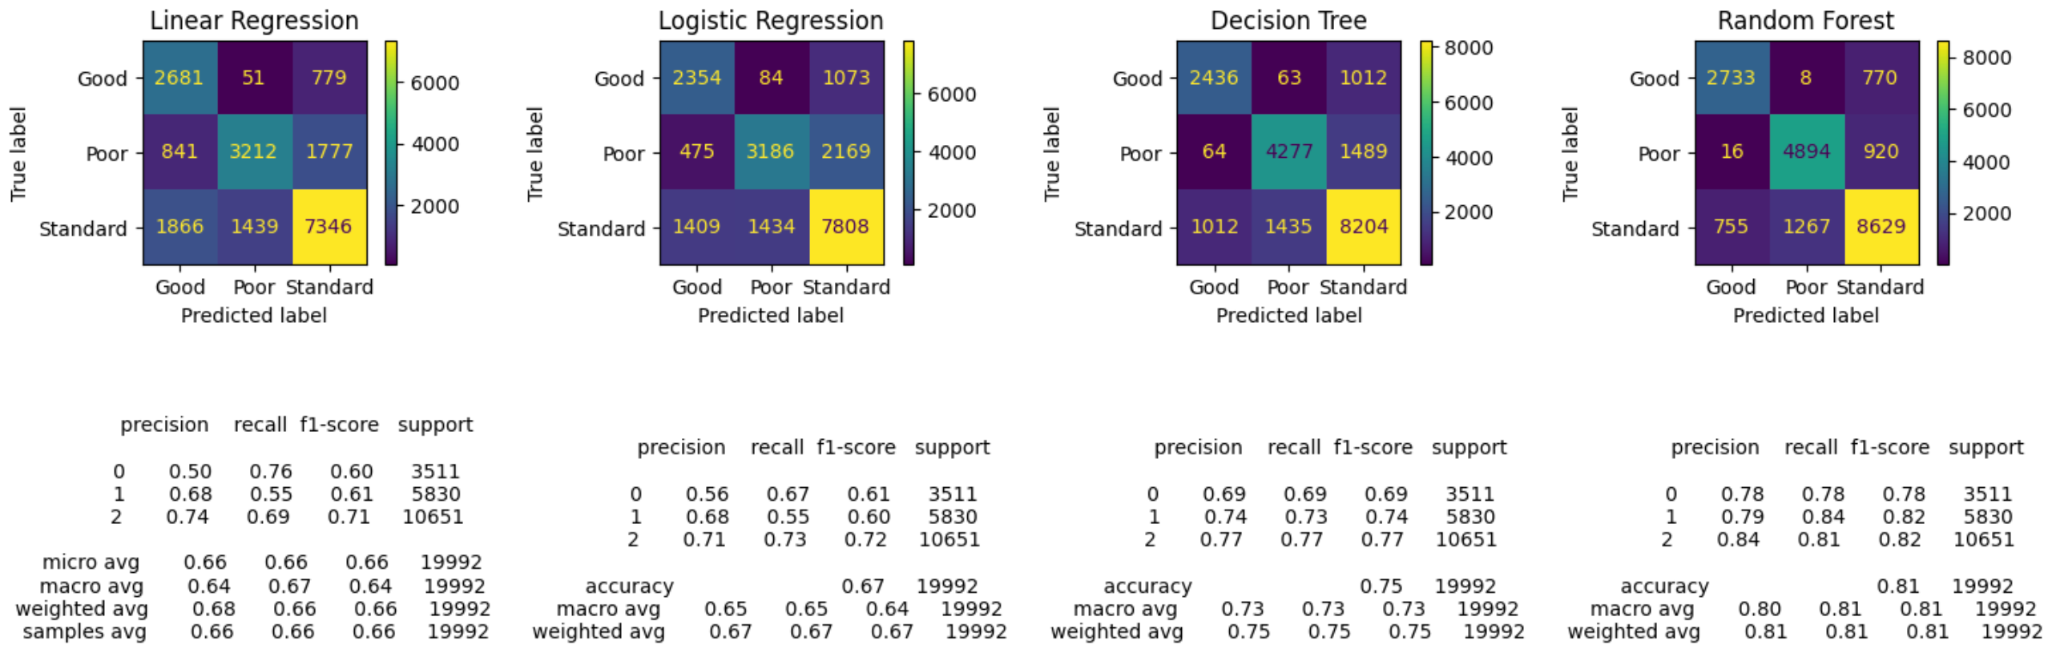 Linear Regression
Good 2681 51 779
Poor 841 3212 1777
Standard 1866 1439 7346
Good Poor Standard
Predicted label
True label
6000
4000
2000
Logistic Regression
Good 2354 84 1073
Poor 475 3186 2169
Standard 1409 1434 7808
Good Poor Standard
Predicted label
True label
6000
4000
2000
Decision Tree
Good 2436 63 1012
Poor 64 4277 1489
Standard 1012 1435 8204
Good Poor Standard
Predicted label
True label
8000
6000
4000
2000
Random Forest
Good 2733 8 770
Poor 16 4894 920
Standard 755 1267 8629
Good Poor Standard
Predicted label
True label
8000
6000
4000
2000
precision recall f1-score support
0 0.50 0.76 0.60 3511
1 0.68 0.55 0.61 5830
2 0.74 0.69 0.71 10651
micro avg 0.66 0.66 0.66 19992
macro avg 0.64 0.67 0.64 19992
weighted avg 0.68 0.66 0.66 19992
samples avg 0.66 0.66 0.66 19992
precision recall f1-score support
0 0.56 0.67 0.61 3511
1 0.68 0.55 0.60 5830
2 0.71 0.73 0.72 10651
accuracy 0.67 19992
macro avg 0.65 0.65 0.64 19992
weighted avg 0.67 0.67 0.67 19992
precision recall f1-score support
0 0.69 0.69 0.69 3511
1 0.74 0.73 0.74 5830
2 0.77 0.77 0.77 10651
accuracy 0.75 19992
macro avg 0.73 0.73 0.73 19992
weighted avg 0.75 0.75 0.75 19992
precision recall f1-score support
0 0.78 0.78 0.78 3511
1 0.79 0.84 0.82 5830
2 0.84 0.81 0.82 10651
accuracy 0.81 19992
macro avg 0.80 0.81 0.81 19992
weighted avg 0.81 0.81 0.81 19992